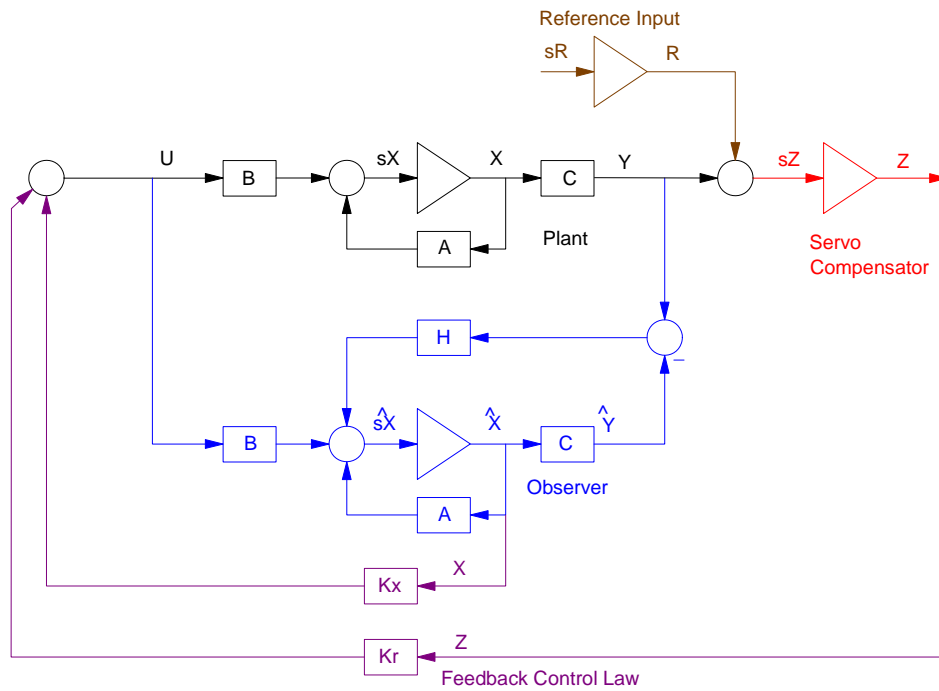 Reference Input
sR
R
U
B
sX
X
C
Y
sZ
Z
A
Plant
Servo
Compensator
H
–
^
sX
^
X
^
Y
B
C
A
Observer
X
Kx
Z
Kr
Feedback Control Law